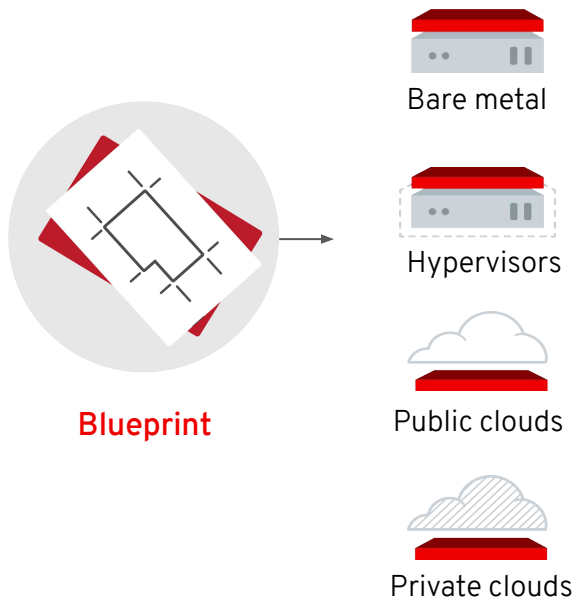 Bare metal
Hypervisors
Blueprint
Public clouds
Private clouds